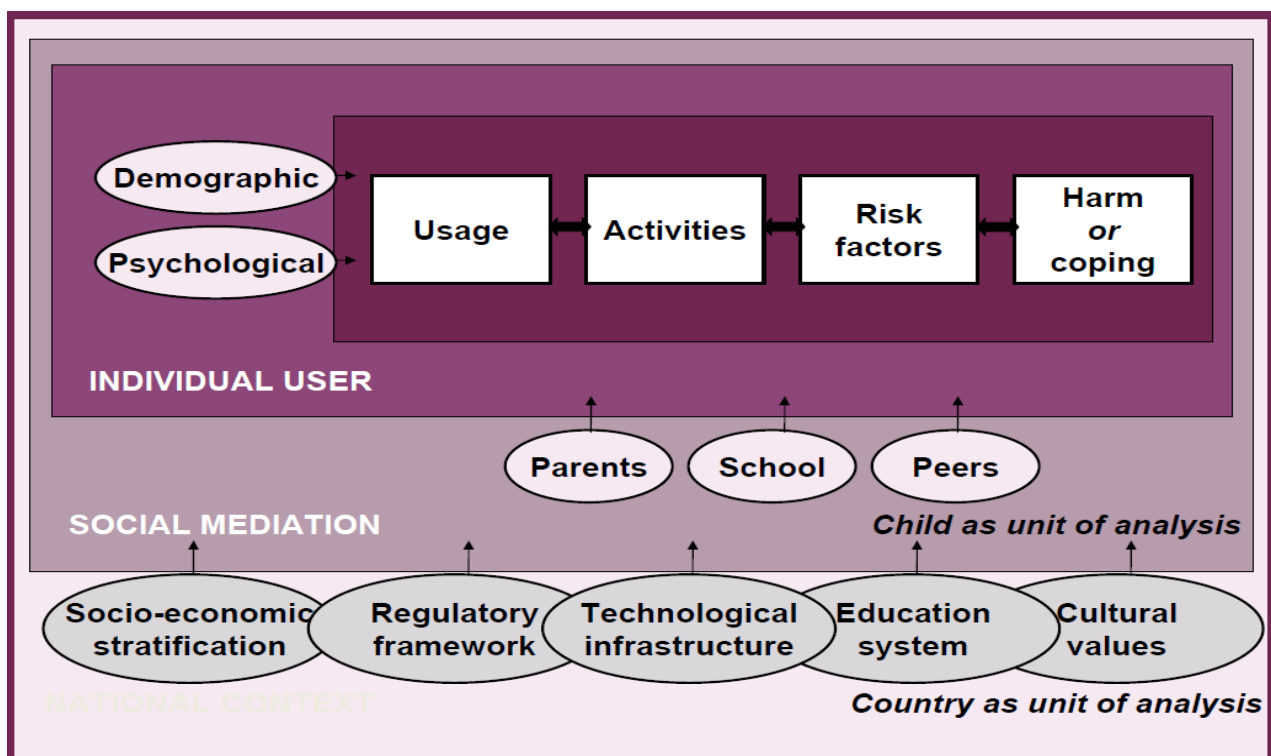 Demographic
Psychological
Usage
Activities
Risk
factors
Harm
or
coping
INDIVIDUAL USER
Parents
School
Peers
SOCIAL MEDIATION
Child as unit of analysis
Socio-economic
stratification
Regulatory
framework
Technological
infrastructure
Education
system
Cultural
values
NATIONAL CONTEXT
Country as unit of analysis